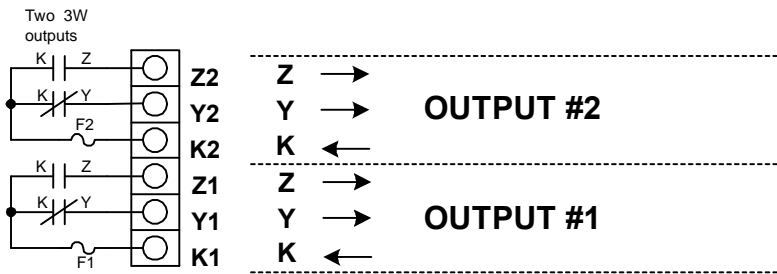 Two 3W
outputs
K Z
Z2 Z
K Y
Y2 Y OUTPUT #2
F2
K2 K
K Z
Z1 Z
K Y
Y1 Y OUTPUT #1
F1
K1 K